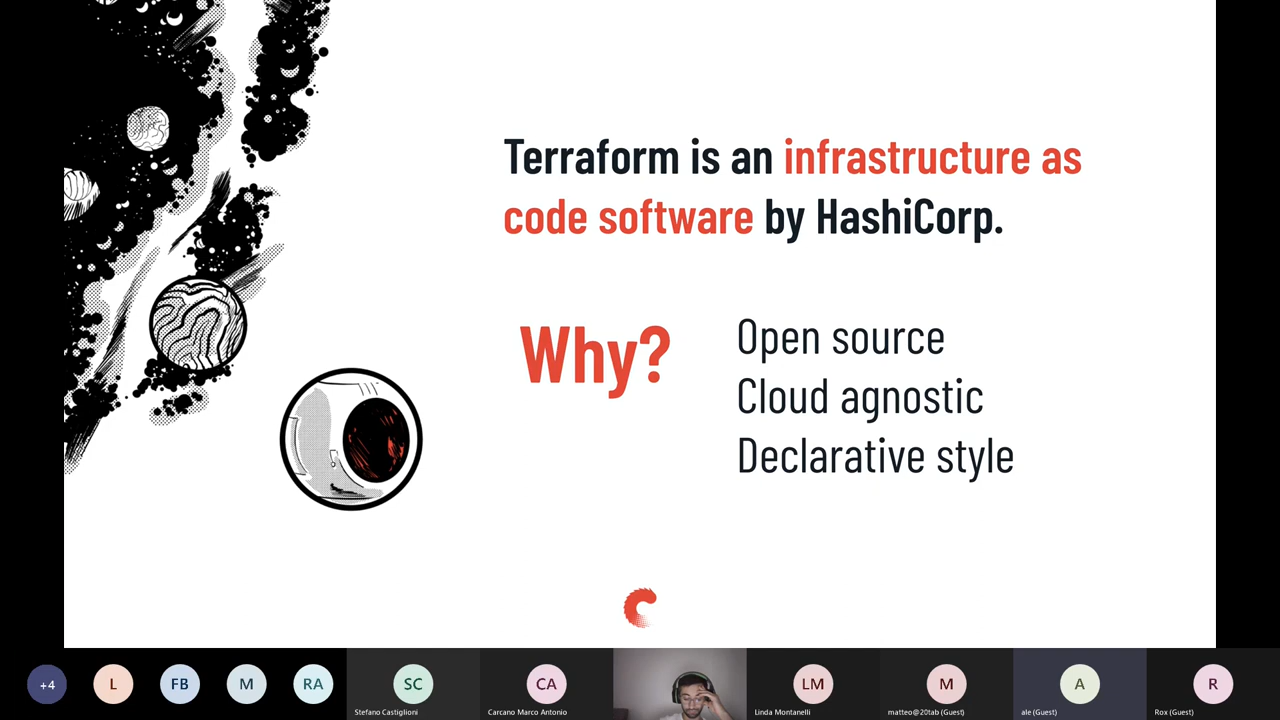 Terraform is an infrastructure as
code software by HashiCorp.
Why?
Open source
Cloud agnostic
Declarative style
+4
L
FB
M
RA
SC
Stefano Castiglioni
CA
Carcano Marco Antonio
LM
Linda Montanelli
M
matteo@20tab (Guest)
A
ale (Guest)
R
Rox (Guest)